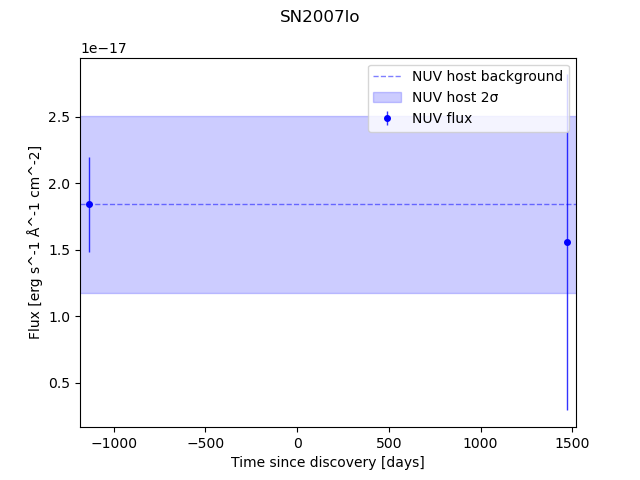 SN2007lo
1e−17
NUV host background
NUV host 2σ
NUV flux
Flux [erg s^-1 Å^-1 cm^-2]
2.5
2.0
1.5
1.0
0.5
−1000
−500
0
500
1000
1500
Time since discovery [days]